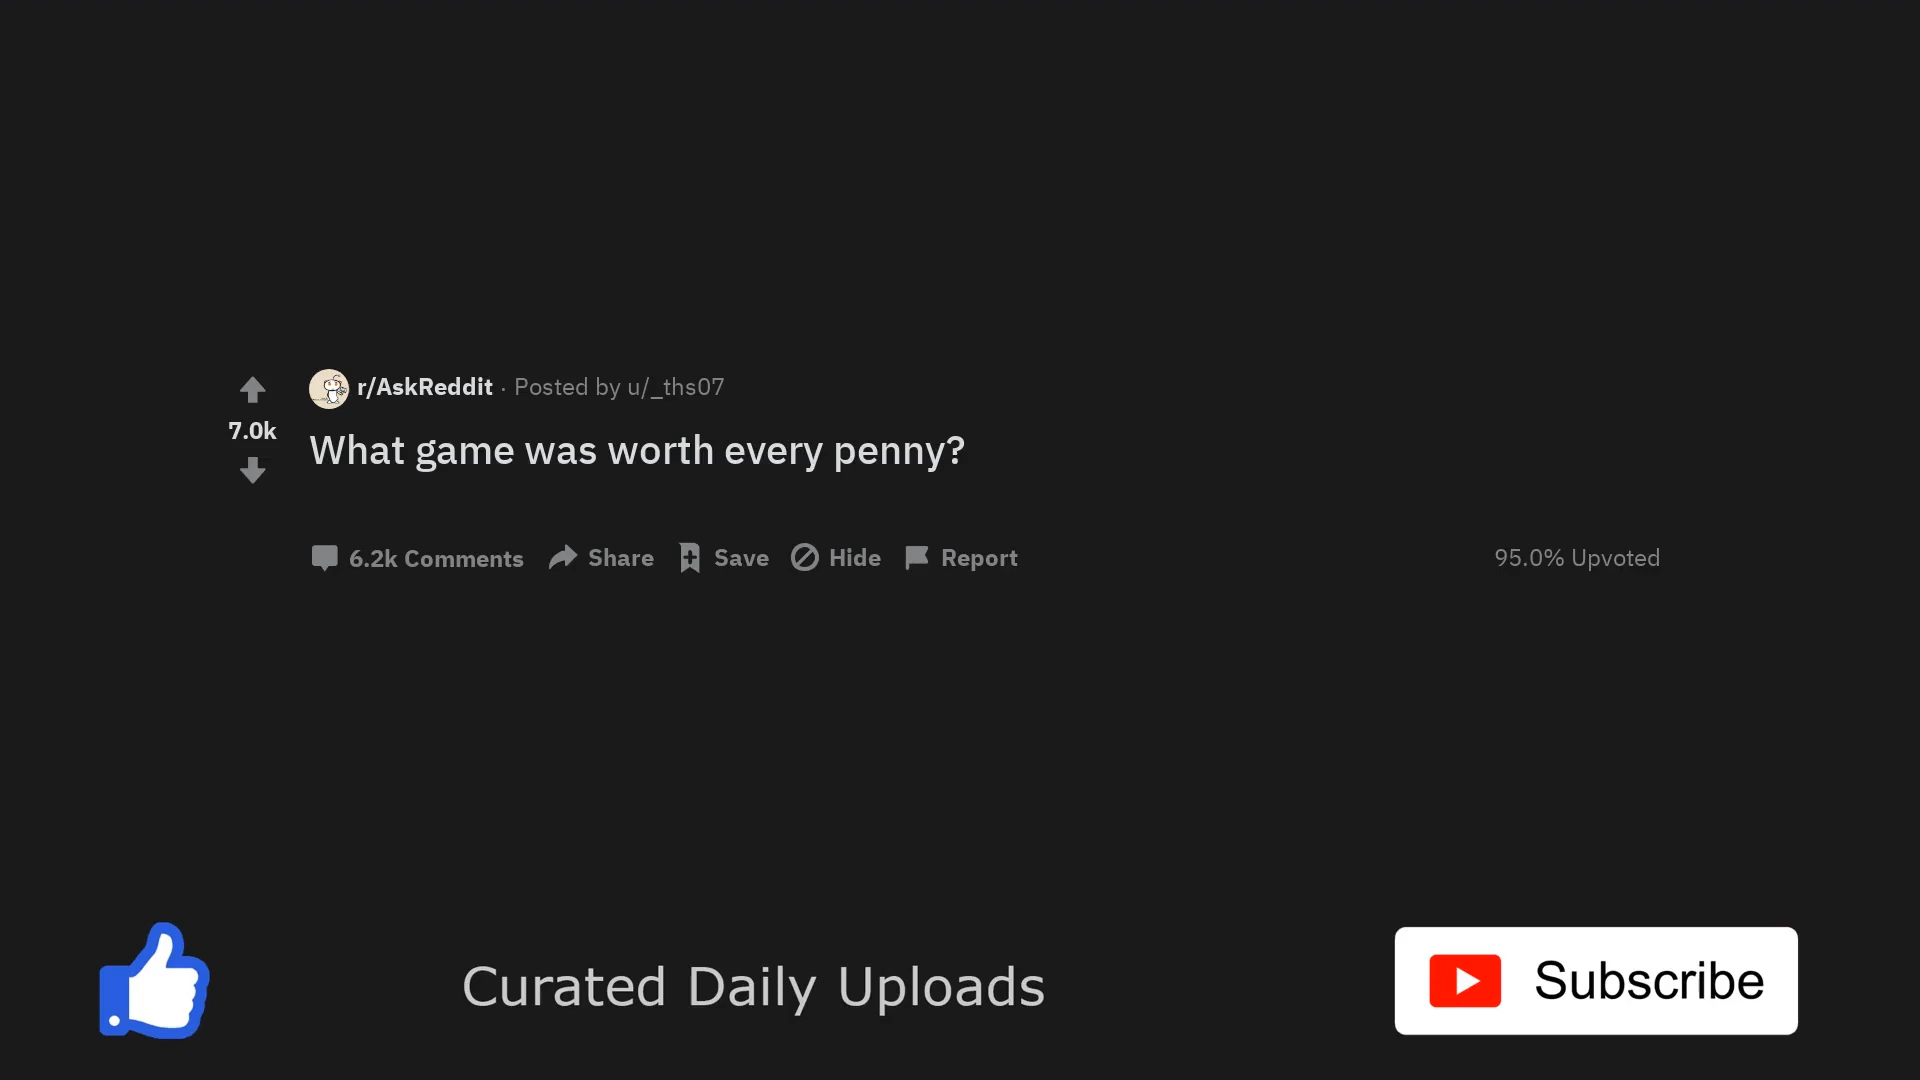 r/AskReddit · Posted by u/_ths07
7.0k
What game was worth every penny?
6.2k Comments Share Save Hide Report 95.0% Upvoted
Curated Daily Uploads
Subscribe